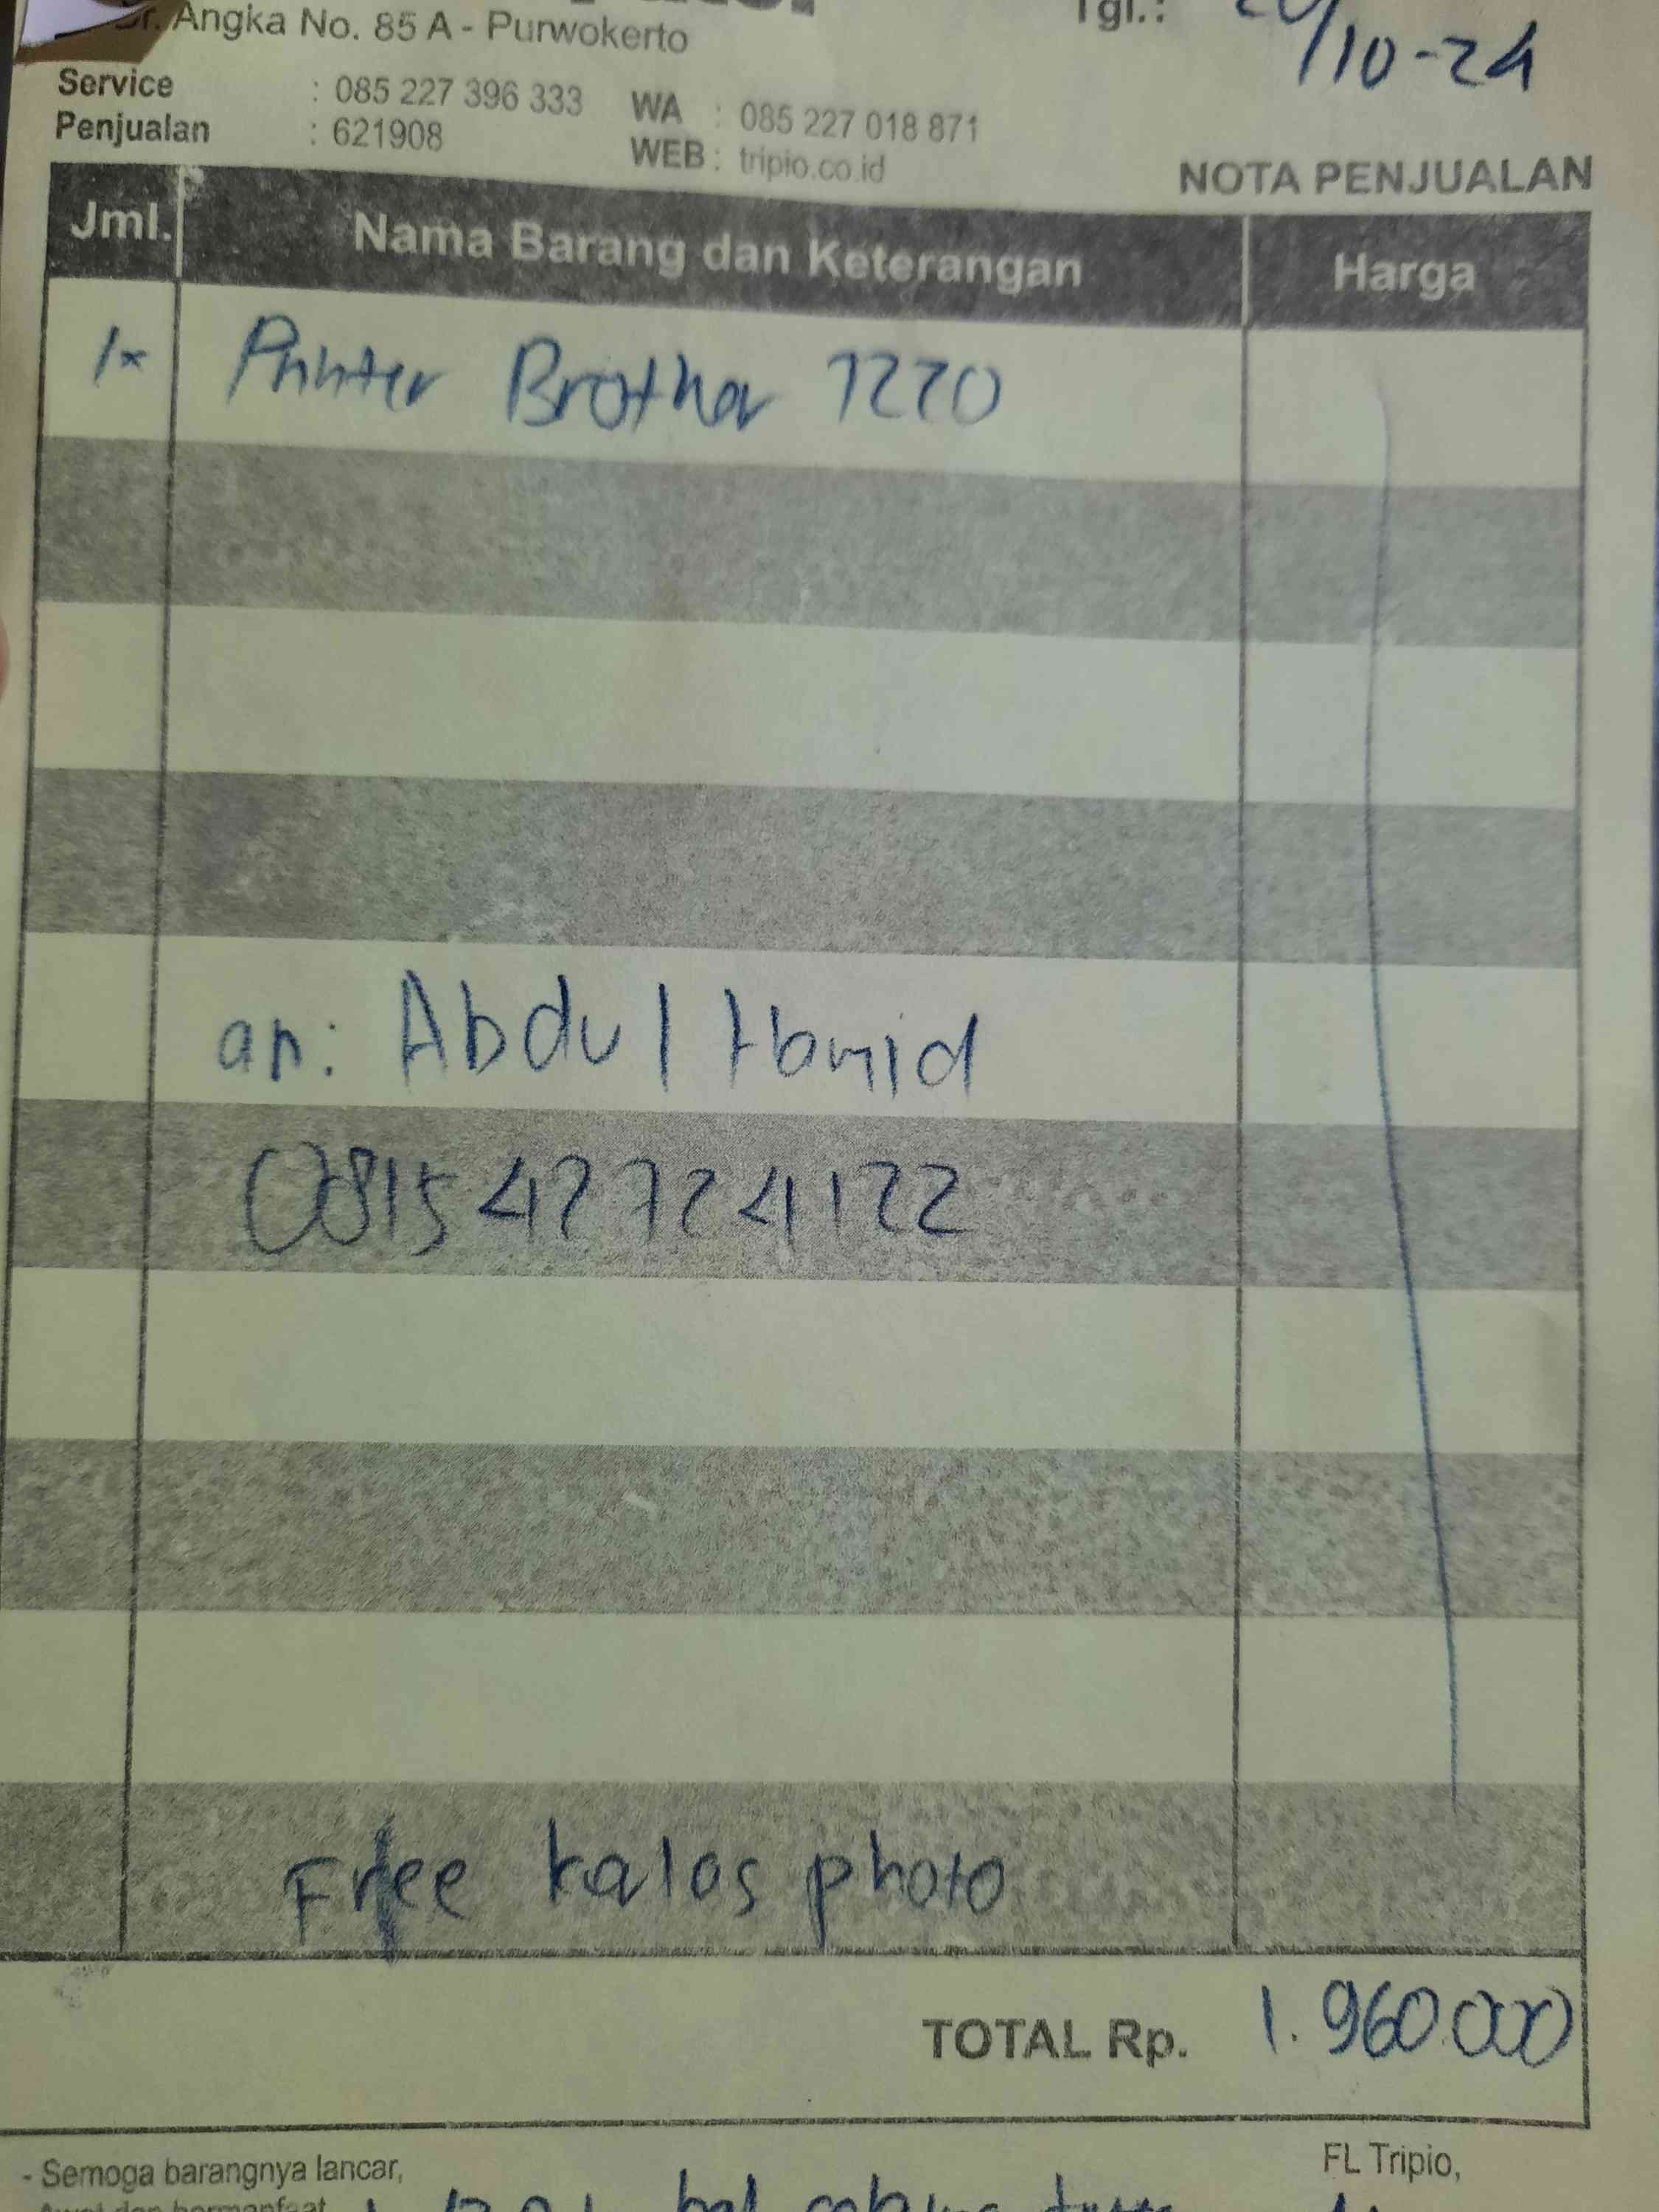 Angka No. 85 A - Purwokerto
Tgl.: /10-24
Service : 085 227 396 333
WA : 085 227 018 871
Penjualan : 621908
WEB : tripio.co.id
NOTA PENJUALAN
Jml. Nama Barang dan Keterangan Harga
1x Printer Brother 1220
an: Abdul Hamid
081542724122
Free kalos photo
TOTAL Rp. 1.960.000
- Semoga barangnya lancar,
FL Tripio,